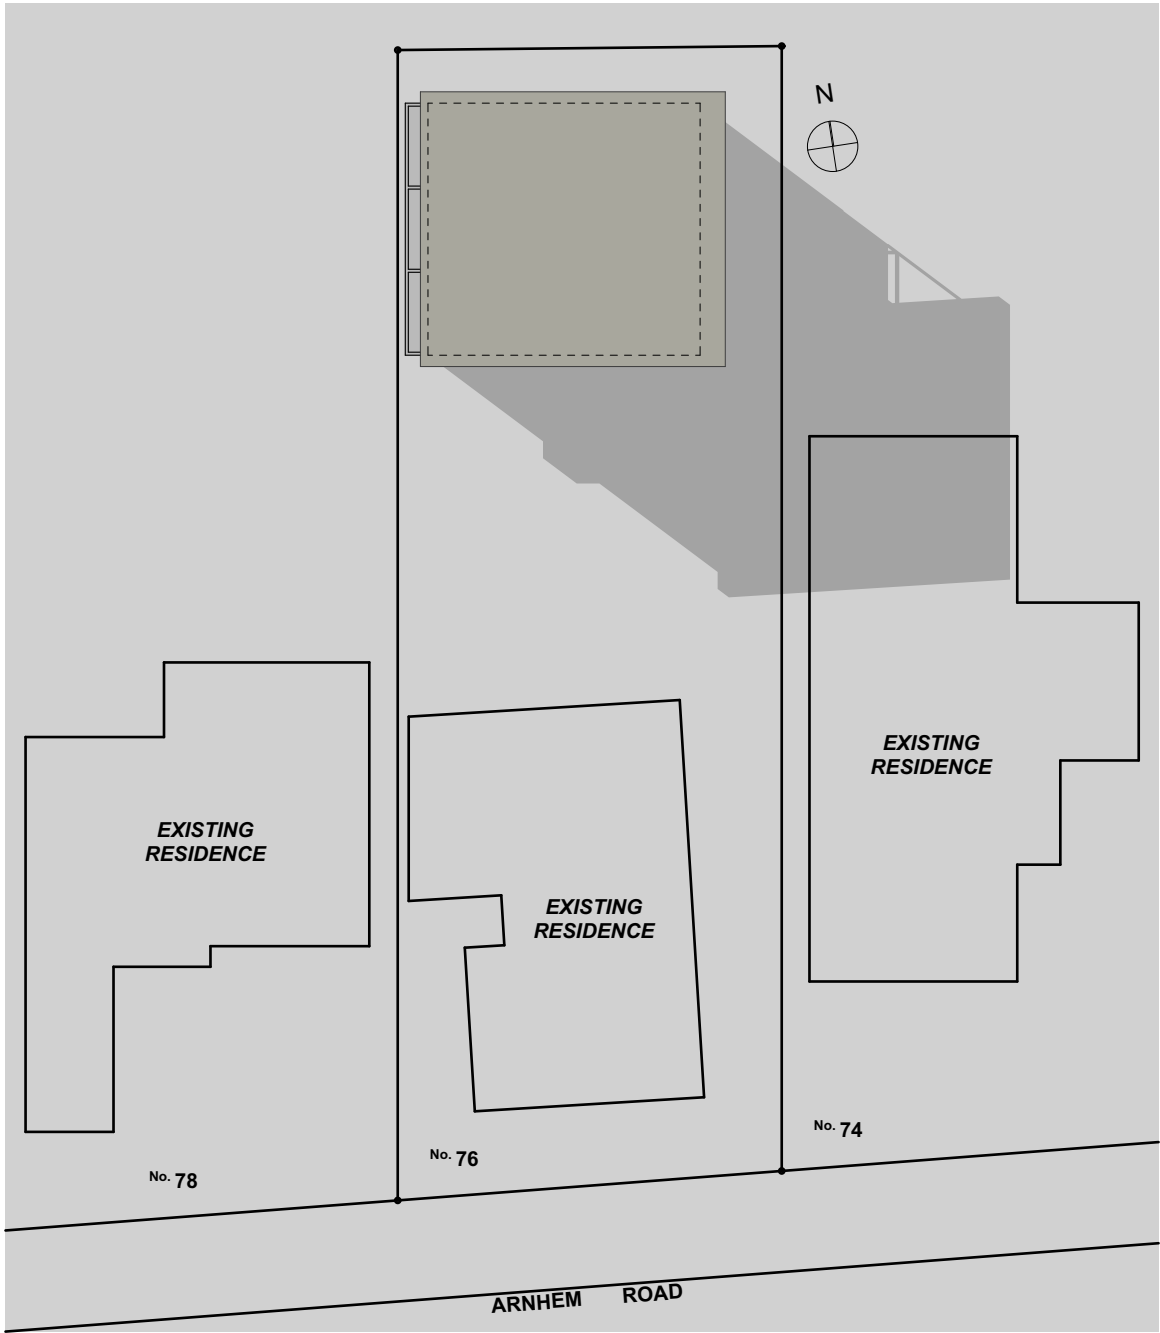 N
EXISTING
RESIDENCE
EXISTING
RESIDENCE
EXISTING
RESIDENCE
No. 74
No. 76
No. 78
ARNHEM ROAD